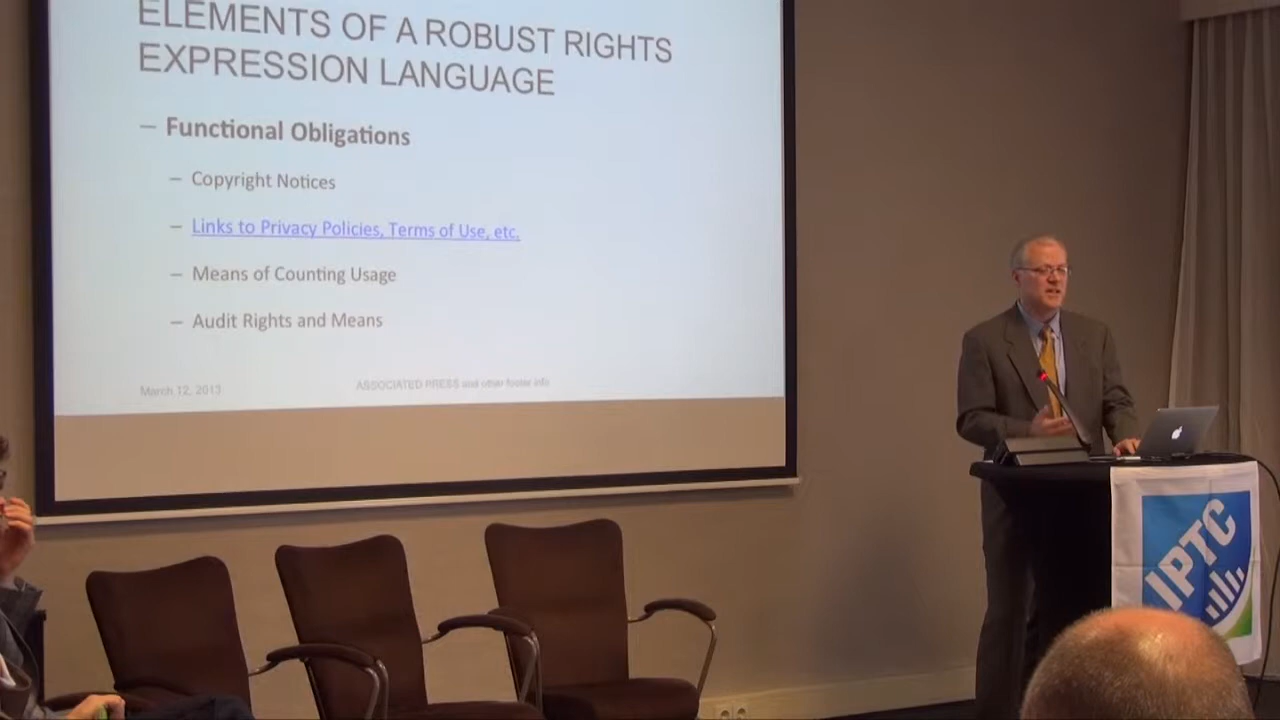 ELEMENTS OF A ROBUST RIGHTS
EXPRESSION LANGUAGE
– Functional Obligations
– Copyright Notices
– Links to Privacy Policies, Terms of Use, etc.
– Means of Counting Usage
– Audit Rights and Means
March 12, 2013
ASSOCIATED PRESS and other footer info
IPTC